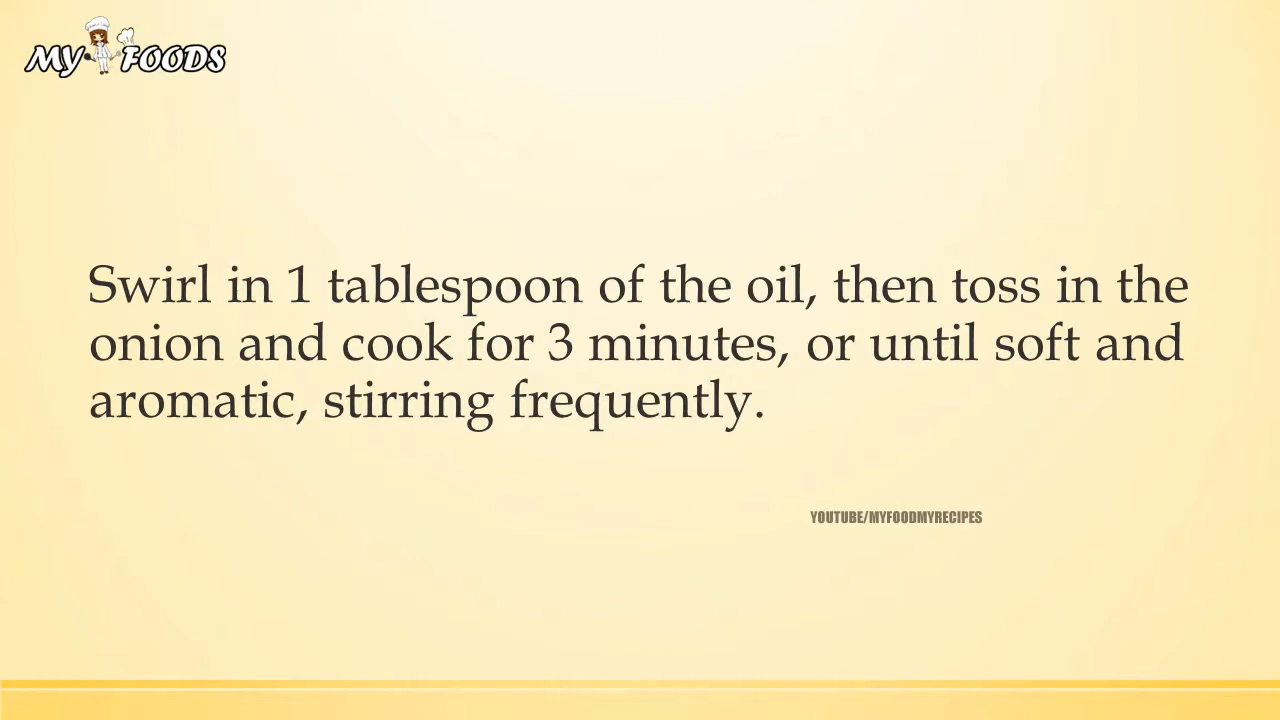 MY FOODS
Swirl in 1 tablespoon of the oil, then toss in the
onion and cook for 3 minutes, or until soft and
aromatic, stirring frequently.
YOUTUBE/MYFOODMYRECIPES